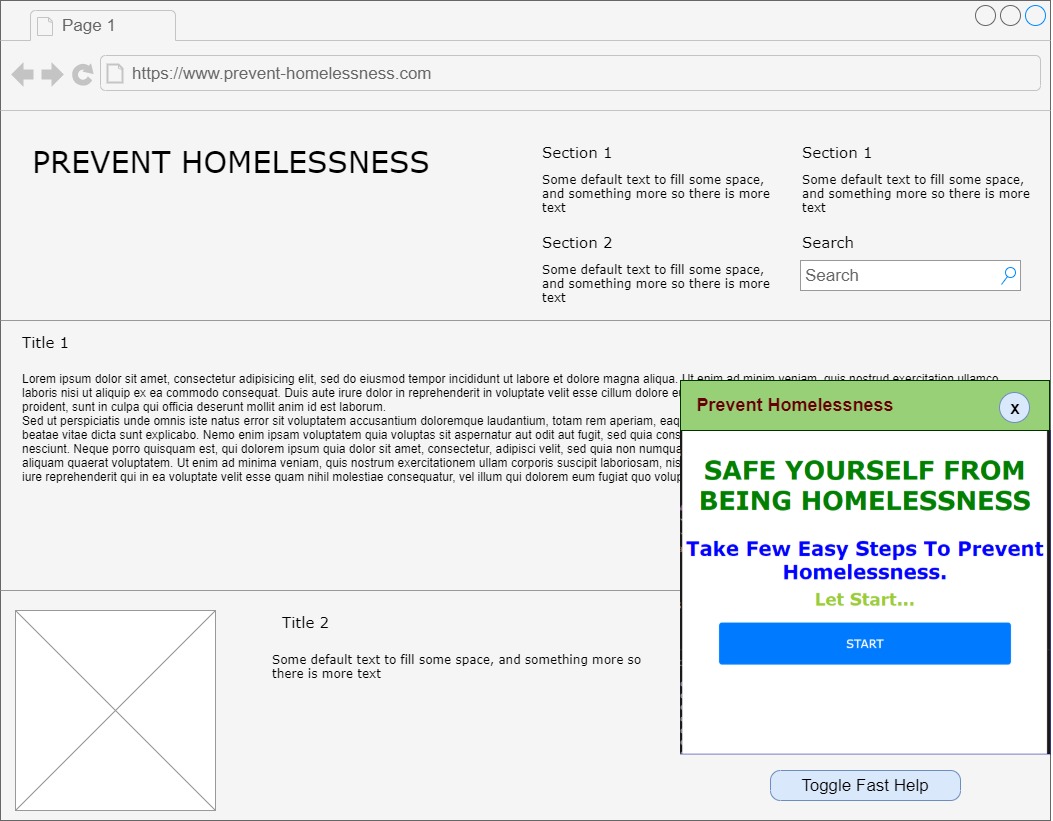 Page 1
https://www.prevent-homelessness.com
PREVENT HOMELESSNESS
Section 1
Some default text to fill some space,
and something more so there is more
text
Section 2
Some default text to fill some space,
and something more so there is more
text
Section 1
Some default text to fill some space,
and something more so there is more
text
Search
Search
Title 1
Lorem ipsum dolor sit amet, consectetur adipisicing elit, sed do eiusmod tempor incididunt ut labore et dolore magna aliqua. Ut enim ad minim veniam, quis nostrud exercitation ullamco
laboris nisi ut aliquip ex ea commodo consequat. Duis aute irure dolor in reprehenderit in voluptate velit esse cillum dolore
proident, sunt in culpa qui officia deserunt mollit anim id est laborum.
Sed ut perspiciatis unde omnis iste natus error sit voluptatem accusantium doloremque laudantium, totam rem aperiam,
beatae vitae dicta sunt explicabo. Nemo enim ipsam voluptatem quia voluptas sit aspernatur aut odit aut fugit, sed quia
nesciunt. Neque porro quisquam est, qui dolorem ipsum quia dolor sit amet, consectetur, adipisci velit, sed quia non
aliquam quaerat voluptatem. Ut enim ad minima veniam, quis nostrum exercitationem ullam corporis suscipit laboriosam,
iure reprehenderit qui in ea voluptate velit esse quam nihil molestiae consequatur, vel illum qui dolorem eum fugiat quo
Prevent Homelessness
x
SAFE YOURSELF FROM
BEING HOMELESSNESS
Take Few Easy Steps To Prevent
Homelessness.
Let Start...
START
Title 2
Some default text to fill some space, and something more so
there is more text
Toggle Fast Help